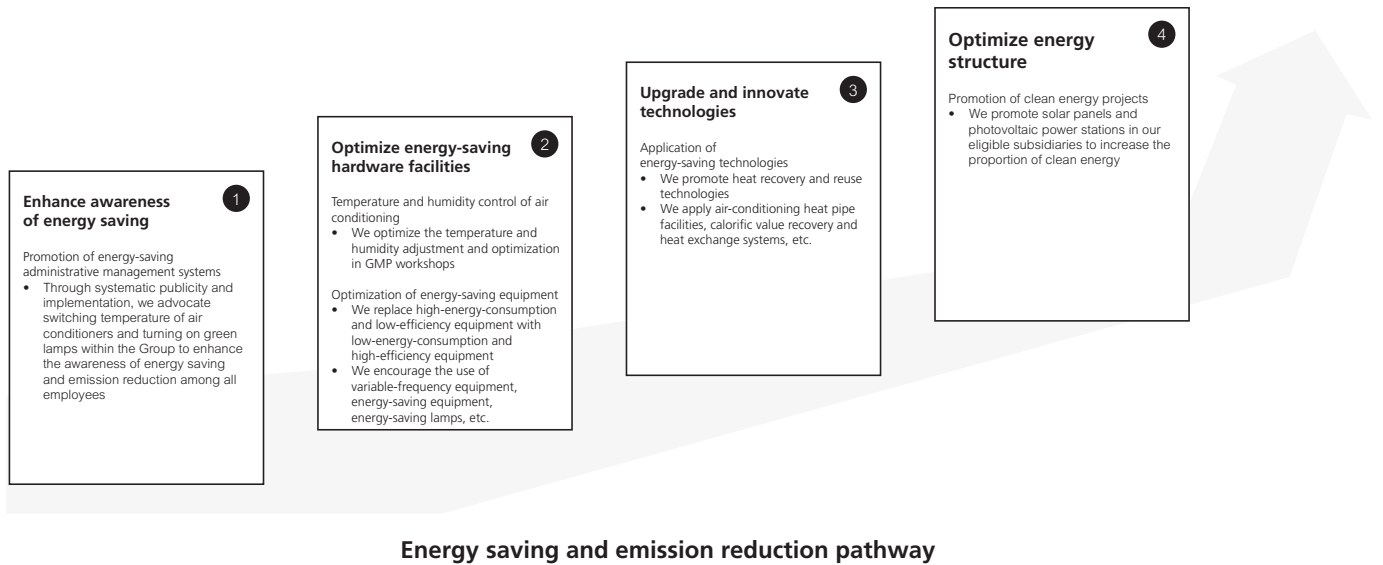 1
Enhance awareness
of energy saving
Promotion of energy-saving
administrative management systems
• Through systematic publicity and
implementation, we advocate
switching temperature of air
conditioners and turning on green
lamps within the Group to enhance
the awareness of energy saving
and emission reduction among all
employees
2
Optimize energy-saving
hardware facilities
Temperature and humidity control of air
conditioning
• We optimize the temperature and
humidity adjustment and optimization
in GMP workshops
Optimization of energy-saving equipment
• We replace high-energy-consumption
and low-efficiency equipment with
low-energy-consumption and
high-efficiency equipment
• We encourage the use of
variable-frequency equipment,
energy-saving equipment,
energy-saving lamps, etc.
3
Upgrade and innovate
technologies
Application of
energy-saving technologies
• We promote heat recovery and reuse
technologies
• We apply air-conditioning heat pipe
facilities, calorific value recovery and
heat exchange systems, etc.
4
Optimize energy
structure
Promotion of clean energy projects
• We promote solar panels and
photovoltaic power stations in our
eligible subsidiaries to increase the
proportion of clean energy
Energy saving and emission reduction pathway